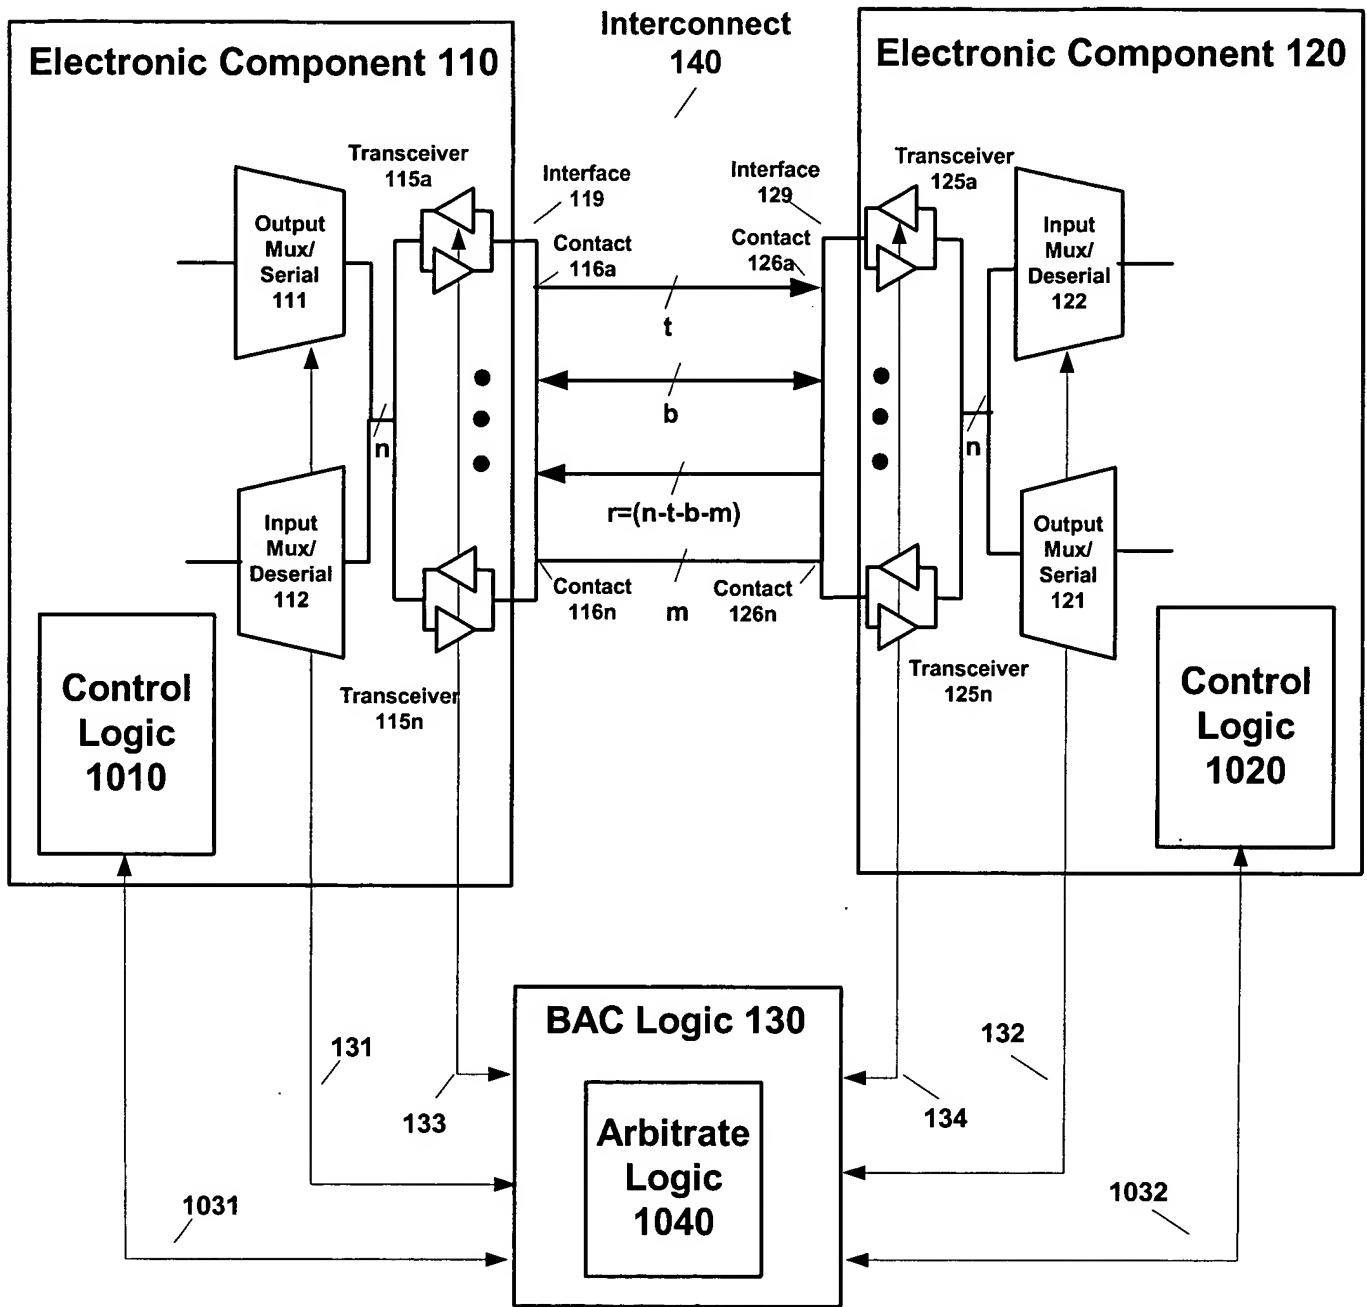 Interconnect
140
Electronic Component 110
Electronic Component 120
Transceiver
115a
Interface
119
Interface
129
Transceiver
125a
Output
Mux/
Serial
111
Contact
116a
Contact
126a
Input
Mux/
Deserial
122
t
b
n
n
r=(n-t-b-m)
Input
Mux/
Deserial
112
Output
Mux/
Serial
121
Contact
116n
m
Contact
126n
Transceiver
115n
Transceiver
125n
Control
Logic
1010
Control
Logic
1020
BAC Logic 130
131
132
133
134
Arbitrate
Logic
1040
1031
1032